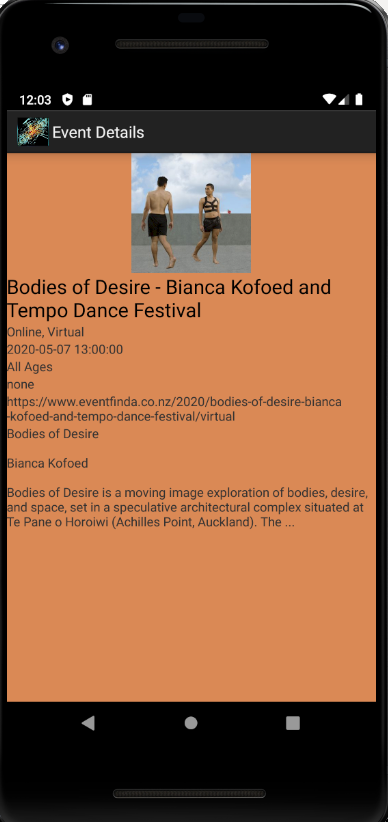 12:03
Event Details
Bodies of Desire - Bianca Kofoed and
Tempo Dance Festival
Online, Virtual
2020-05-07 13:00:00
All Ages
none
https://www.eventfinda.co.nz/2020/bodies-of-desire-bianca
-kofoed-and-tempo-dance-festival/virtual
Bodies of Desire
Bianca Kofoed
Bodies of Desire is a moving image exploration of bodies, desire,
and space, set in a speculative architectural complex situated at
Te Pane o Horoiwi (Achilles Point, Auckland). The ...